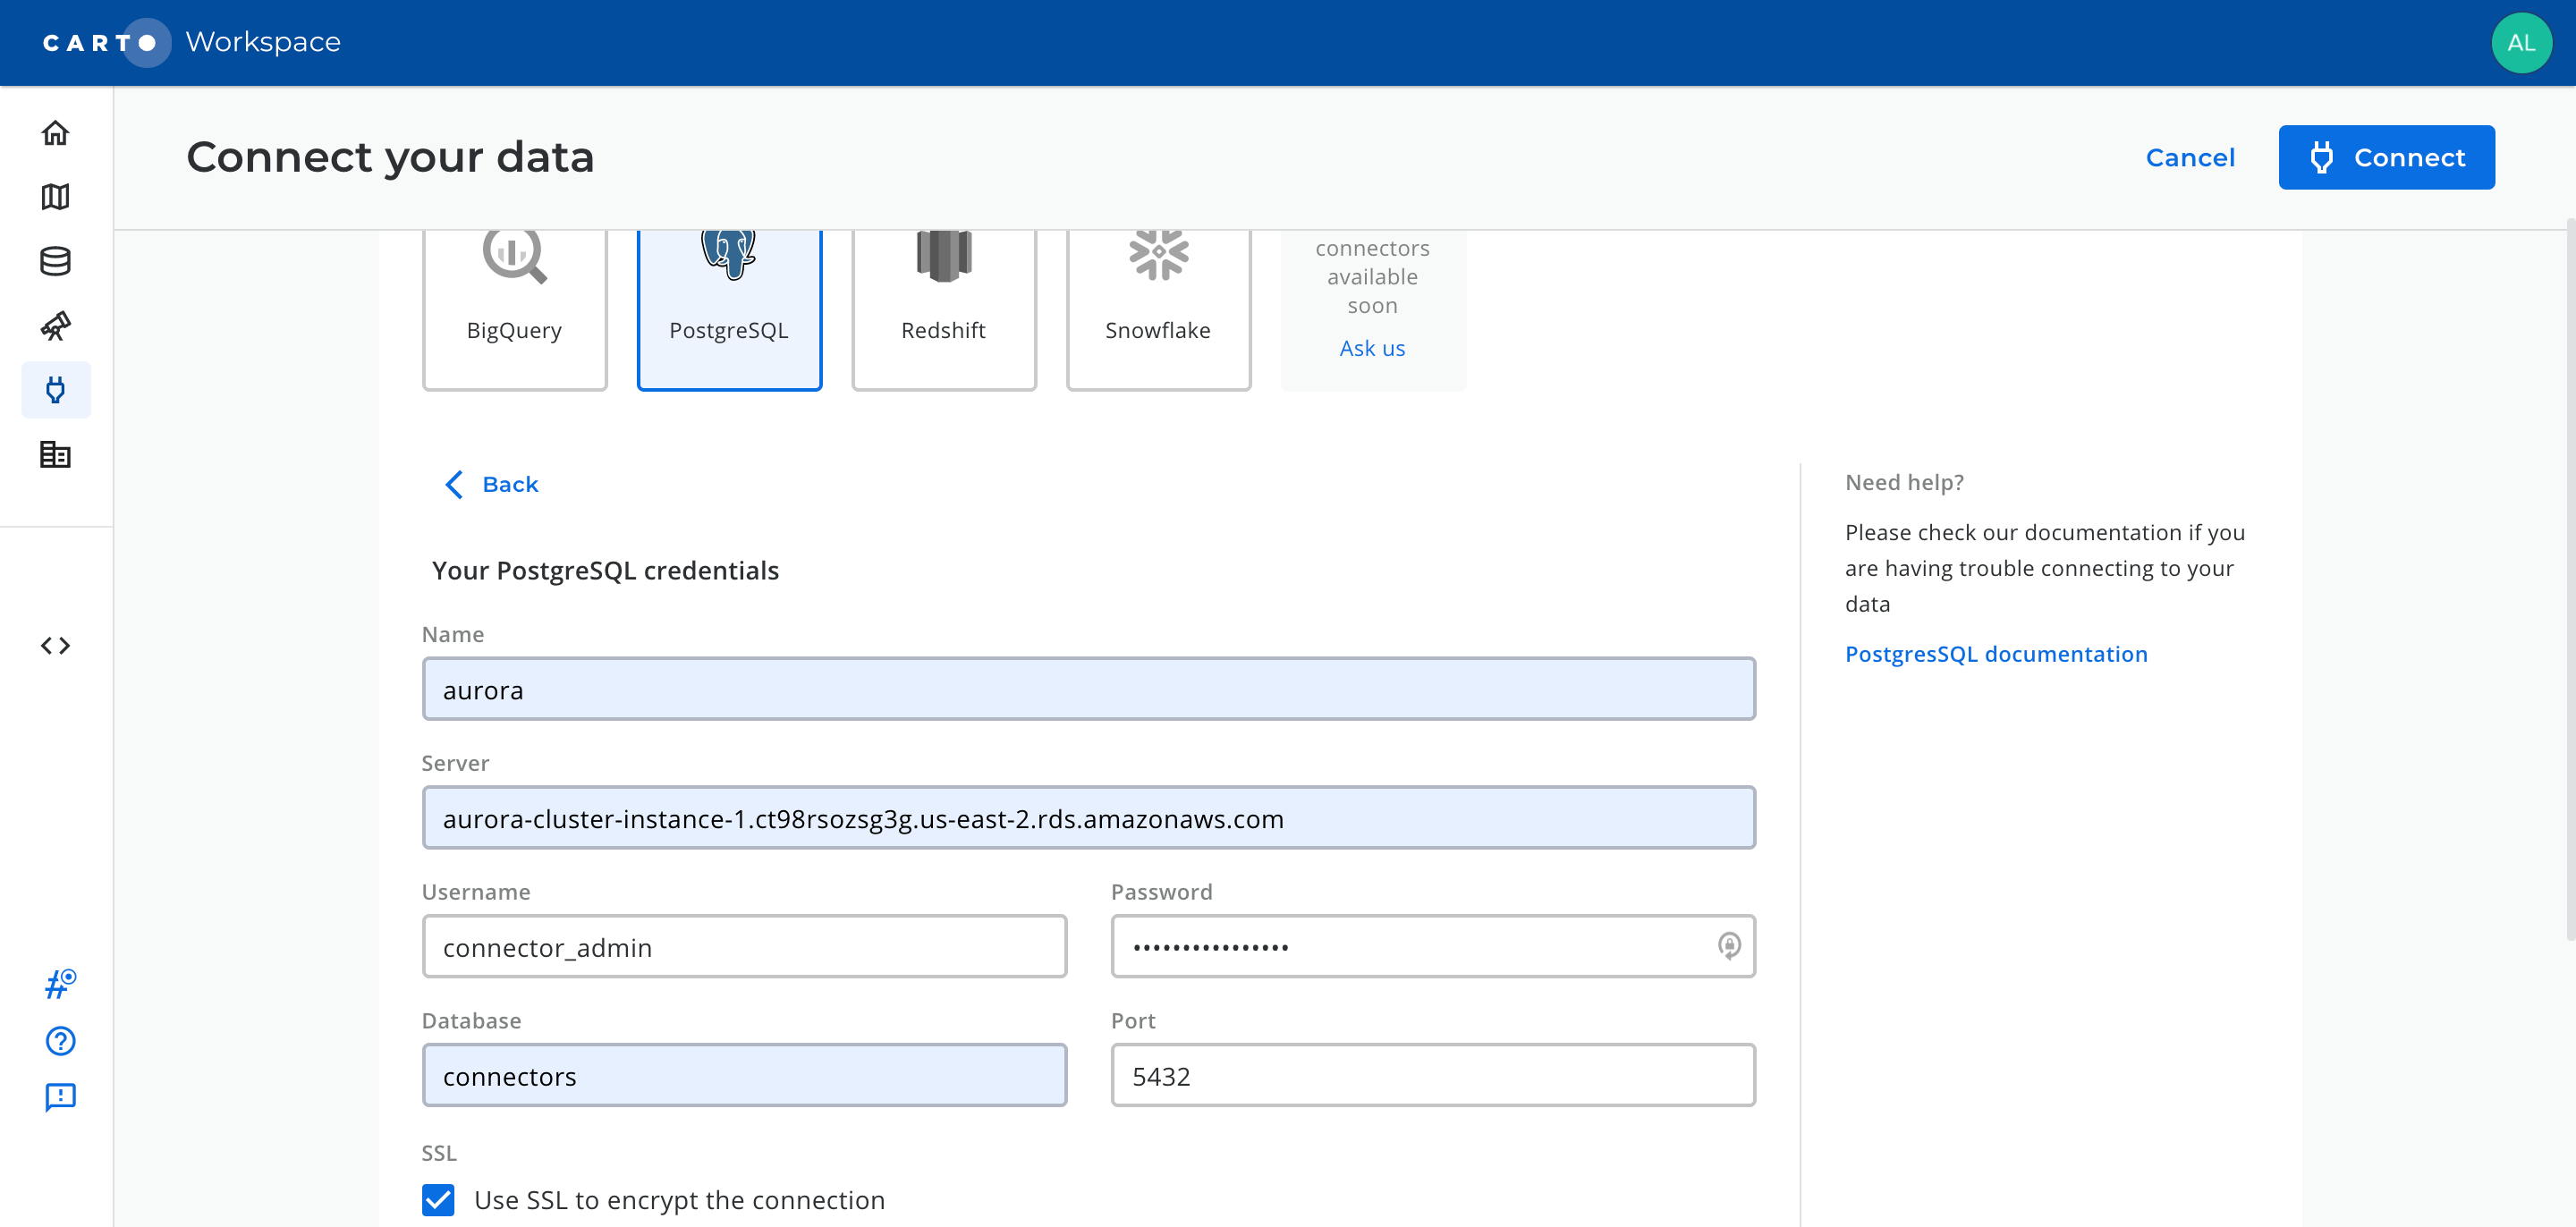 CARTO Workspace
AL
Connect your data
Cancel
Connect
BigQuery
PostgreSQL
Redshift
Snowflake
connectors
available
soon
Ask us
Back
Your PostgreSQL credentials
Name
aurora
Server
aurora-cluster-instance-1.ct98rsozsg3g.us-east-2.rds.amazonaws.com
Username
Password
connector_admin
••••••••••••••••
Database
Port
connectors
5432
SSL
Use SSL to encrypt the connection
Need help?
Please check our documentation if you
are having trouble connecting to your
data
PostgresSQL documentation